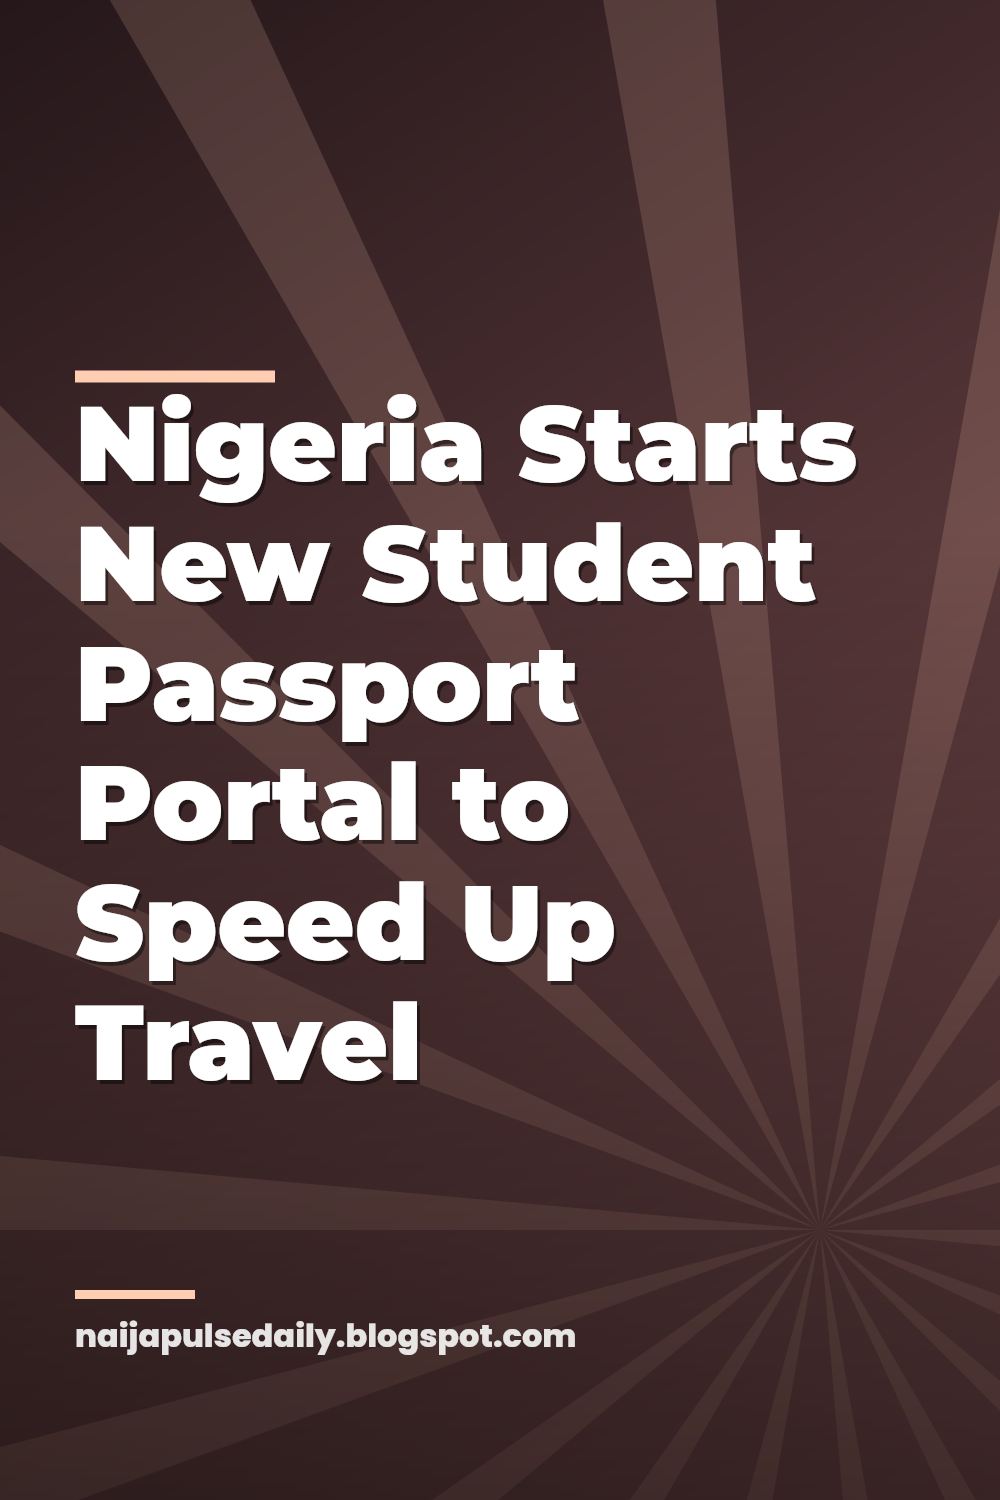 Nigeria Starts
New Student
Passport
Portal to
Speed Up
Travel
naijapulsedaily.blogspot.com